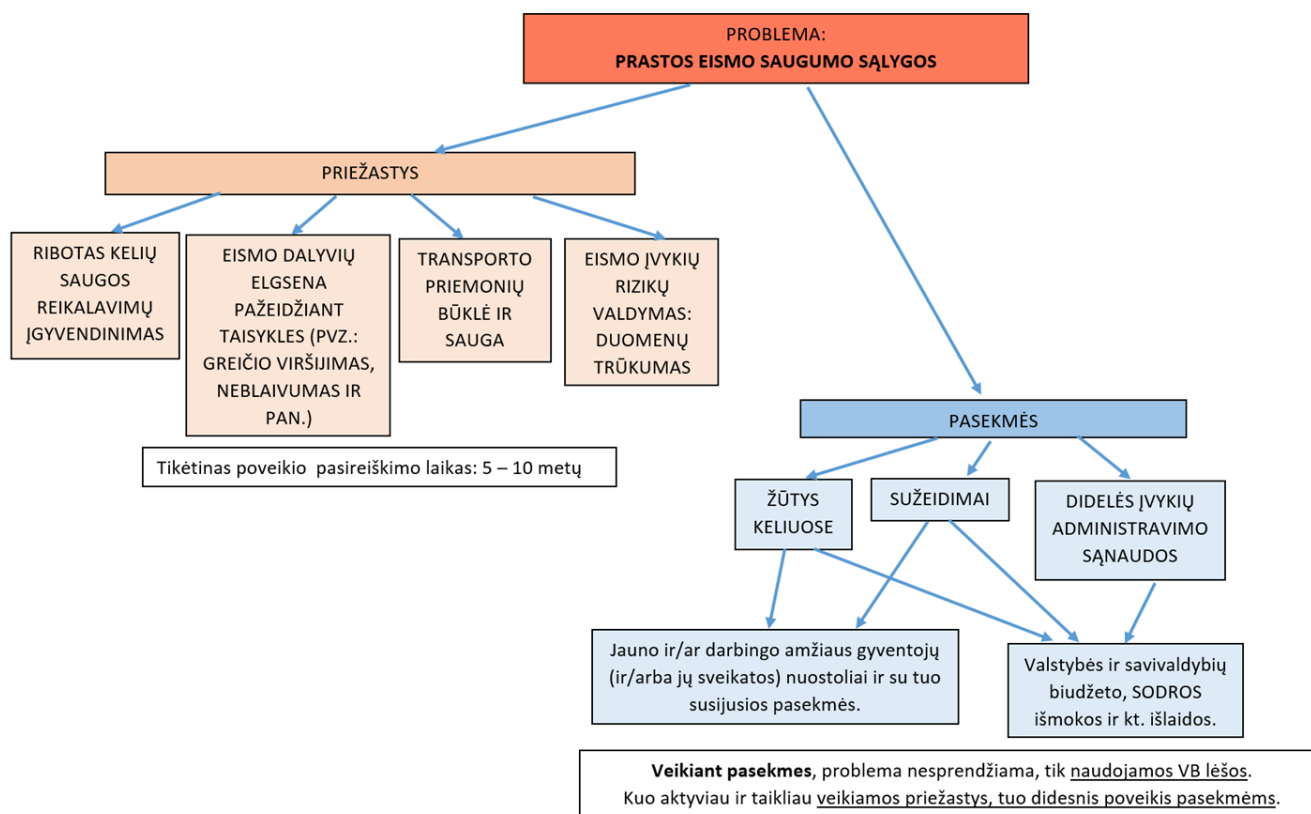 PROBLEMA:
PRASTOS EISMO SAUGUMO SĄLYGOS
PRIEŽASTYS
RIBOTAS KELIŲ
SAUGOS
REIKALAVIMŲ
ĮGYVENDINIMAS
EISMO DALYVIŲ
ELGSENA
PAŽEIDŽIANT
TAISYKLES (PVZ.:
GREIČIO VIRŠIJIMAS,
NEBLAIVUMAS IR
PAN.)
TRANSPORTO
PRIEMONIŲ
BŪKLĖ IR
SAUGA
EISMO ĮVYKIŲ
RIZIKŲ
VALDYMAS:
DUOMENŲ
TRŪKUMAS
Tikėtinas poveikio pasireiškimo laikas: 5 – 10 metų
PASEKMĖS
ŽŪTYS
KELIUOSE
SUŽEIDIMAI
DIDELĖS ĮVYKIŲ
ADMINISTRAVIMO
SĄNAUDOS
Jauno ir/ar darbingo amžiaus gyventojų
(ir/arba jų sveikatos) nuostoliai ir su tuo
susijusios pasekmės.
Valstybės ir savivaldybių
biudžeto, SODROS
išmokos ir kt. išlaidos.
Veikiant pasekmes, problema nesprendžiama, tik naudojamos VB lėšos.
Kuo aktyviau ir taikliau veikiamos priežastys, tuo didesnis poveikis pasekmėms.